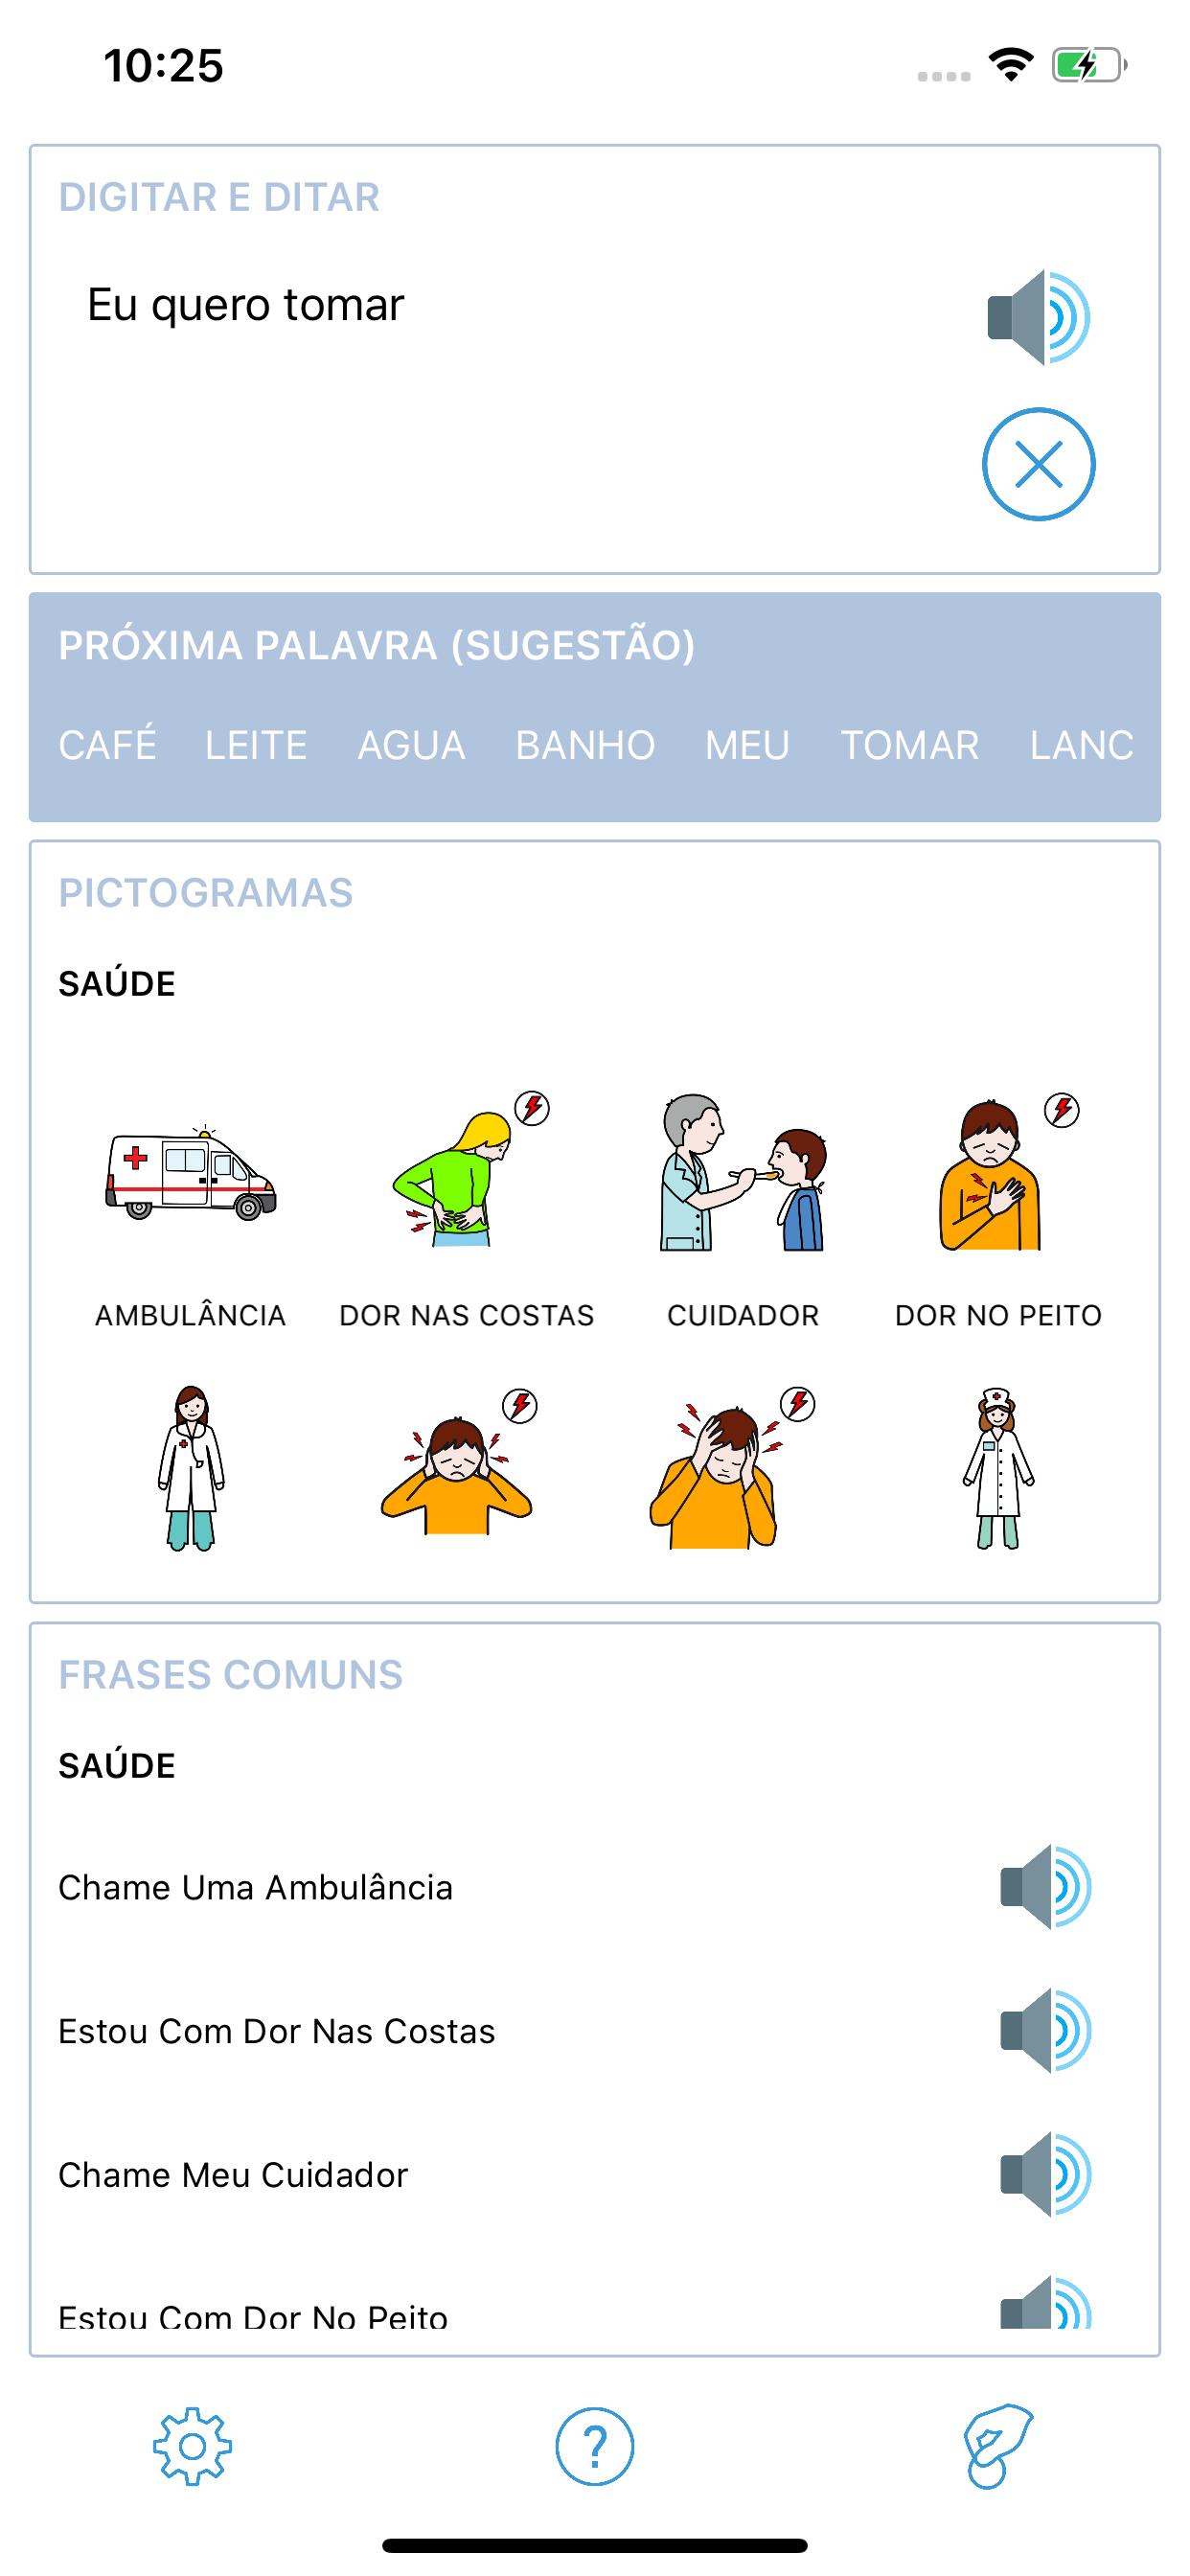 10:25
DIGITAR E DITAR
Eu quero tomar
PRÓXIMA PALAVRA (SUGESTÃO)
CAFÉ LEITE AGUA BANHO MEU TOMAR LANC
PICTOGRAMAS
SAÚDE
AMBULÂNCIA DOR NAS COSTAS CUIDADOR DOR NO PEITO
FRASES COMUNS
SAÚDE
Chame Uma Ambulância
Estou Com Dor Nas Costas
Chame Meu Cuidador
Estou Com Dor No Peito
?